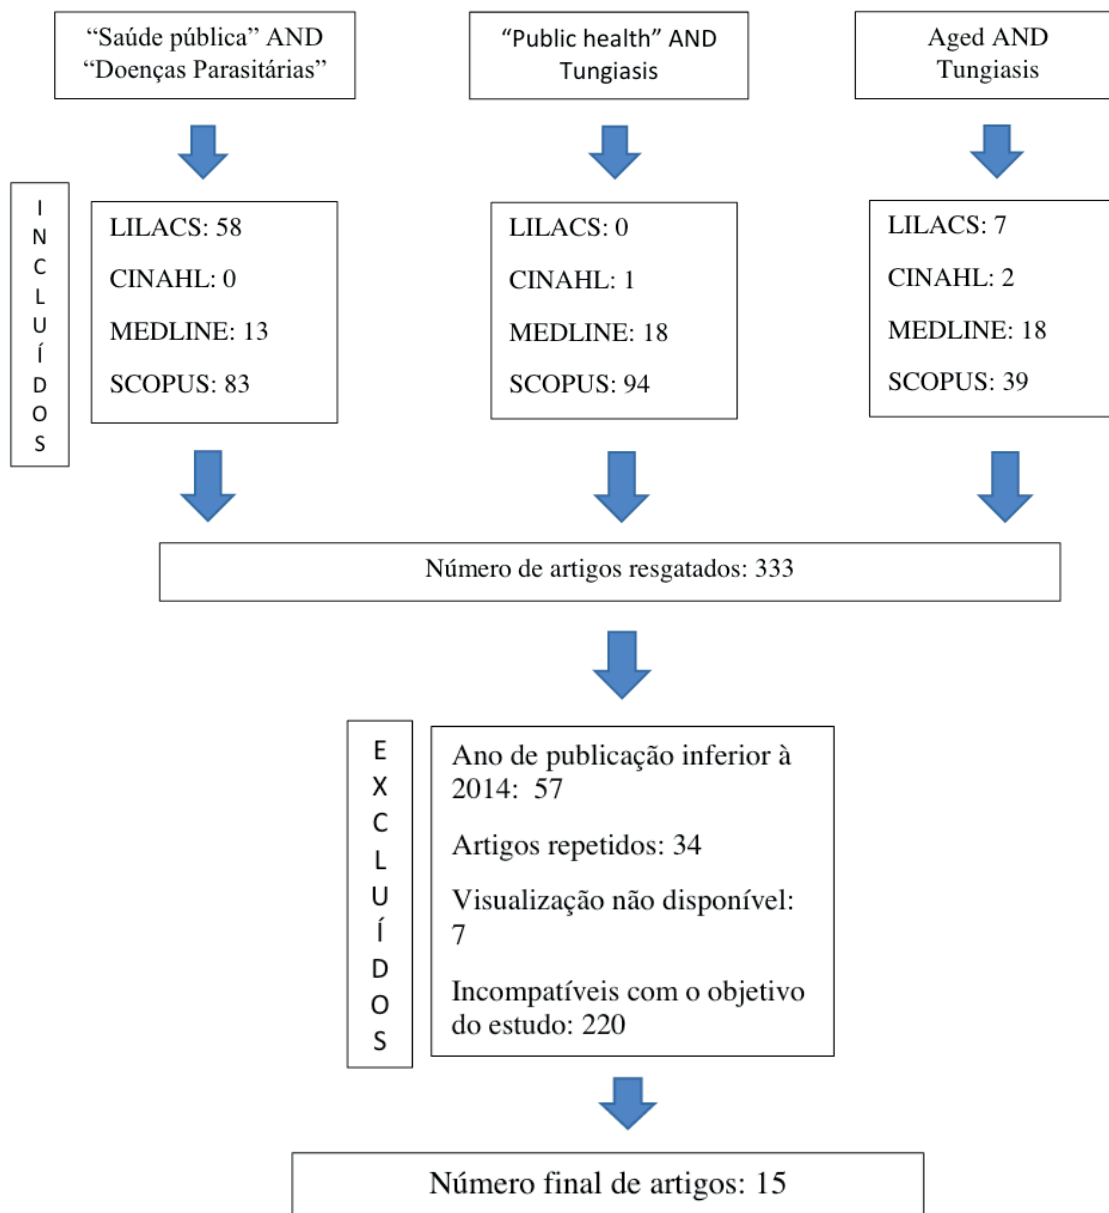 “Saúde pública” AND
“Doenças Parasitárias”
“Public health” AND
Tungiasis
Aged AND
Tungiasis
I
N
C
L
U
Í
D
O
S
LILACS: 58
CINAHL: 0
MEDLINE: 13
SCOPUS: 83
LILACS: 0
CINAHL: 1
MEDLINE: 18
SCOPUS: 94
LILACS: 7
CINAHL: 2
MEDLINE: 18
SCOPUS: 39
Número de artigos resgatados: 333
E
X
C
L
U
Í
D
O
S
Ano de publicação inferior à
2014: 57
Artigos repetidos: 34
Visualização não disponível:
7
Incompatíveis com o objetivo
do estudo: 220
Número final de artigos: 15